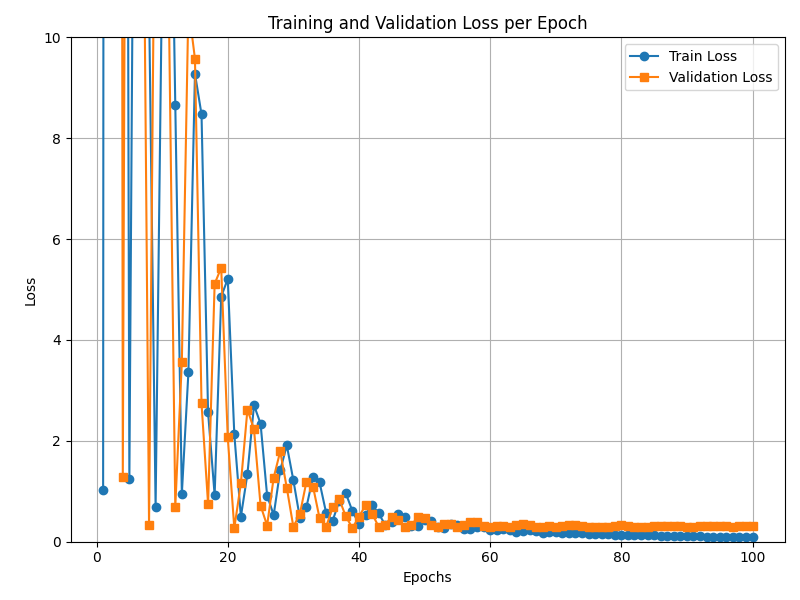 Training and Validation Loss per Epoch
Train Loss
Validation Loss
10
8
6
4
2
0
Loss
0 20 40 60 80 100
Epochs